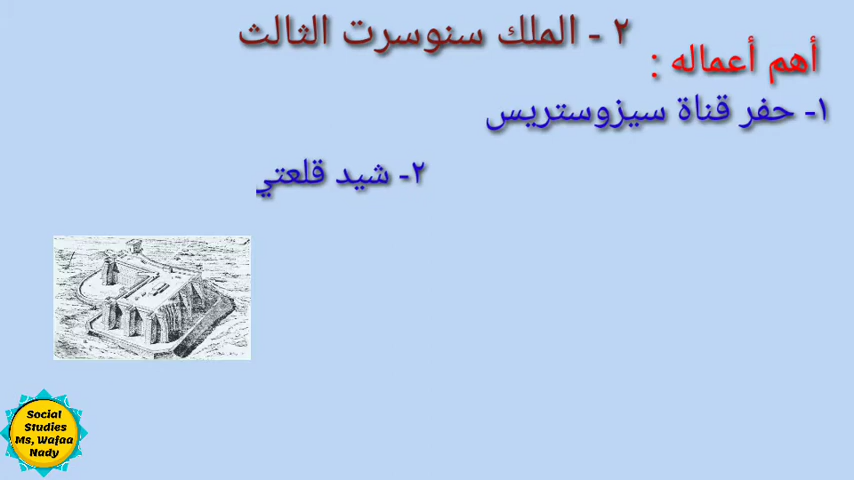 ٢ - الملك سنوسرت الثالث
أهم أعماله :
١- حفر قناة سيزوستريس
٢- شيد قلعتي
Social
Studies
Ms, Wafaa
Nady